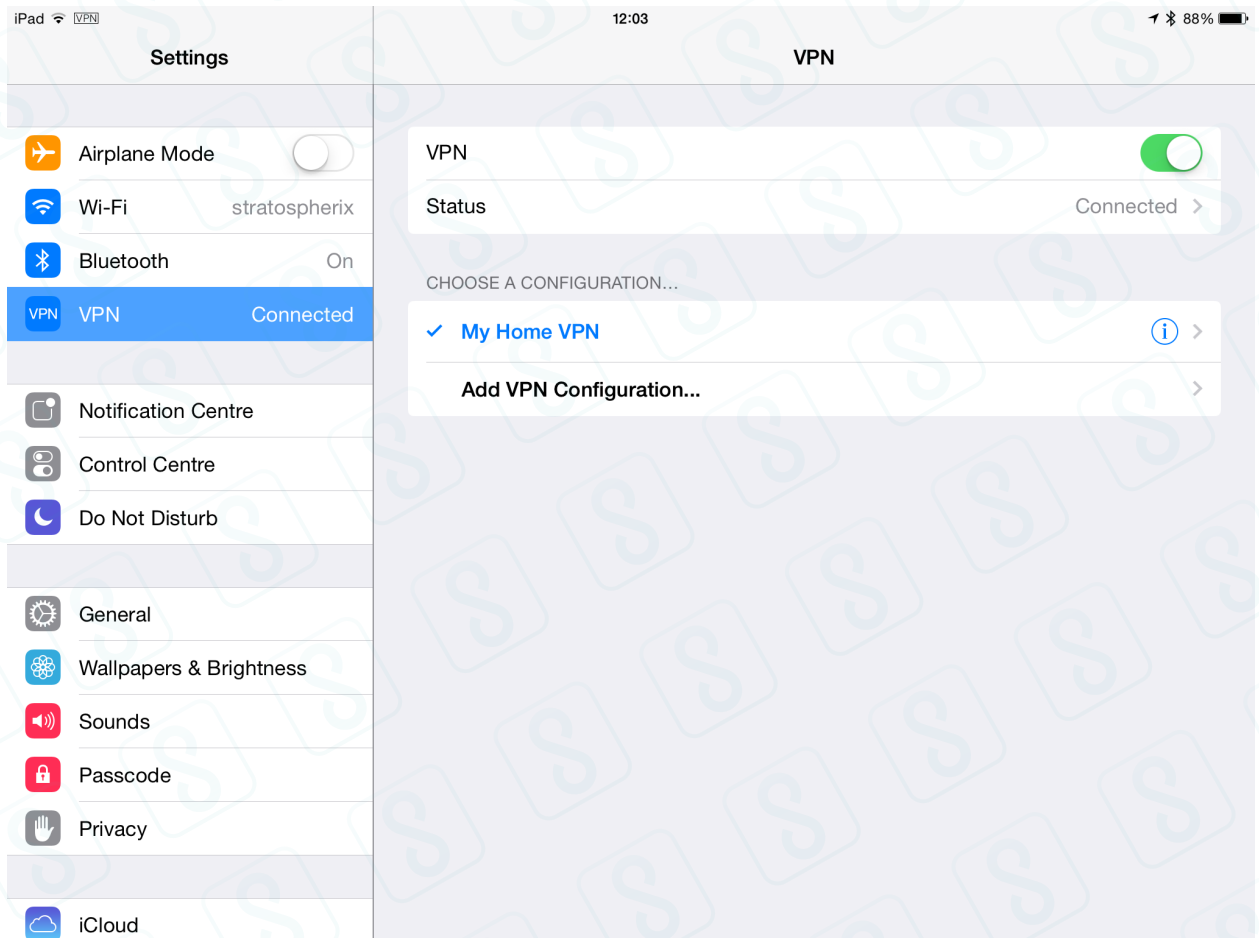 iPad VPN 12:03 88%
Settings
VPN
Airplane Mode
Wi-Fi stratospherix
Bluetooth On
VPN VPN Connected
Notification Centre
Control Centre
Do Not Disturb
General
Wallpapers & Brightness
Sounds
Passcode
Privacy
iCloud
VPN
Status Connected
CHOOSE A CONFIGURATION...
My Home VPN
Add VPN Configuration...